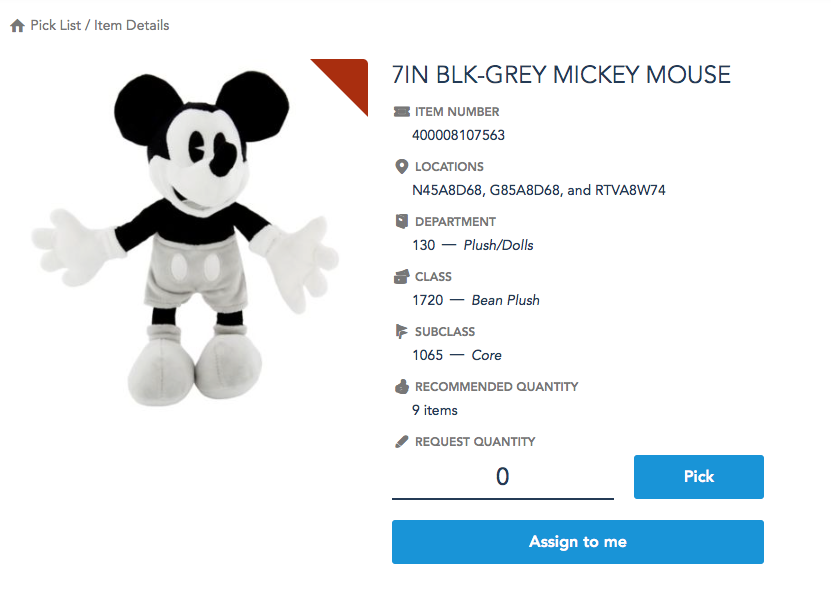 Pick List / Item Details
7IN BLK-GREY MICKEY MOUSE
ITEM NUMBER
400008107563
LOCATIONS
N45A8D68, G85A8D68, and RTVA8W74
DEPARTMENT
130 — Plush/Dolls
CLASS
1720 — Bean Plush
SUBCLASS
1065 — Core
RECOMMENDED QUANTITY
9 items
REQUEST QUANTITY
0
Pick
Assign to me